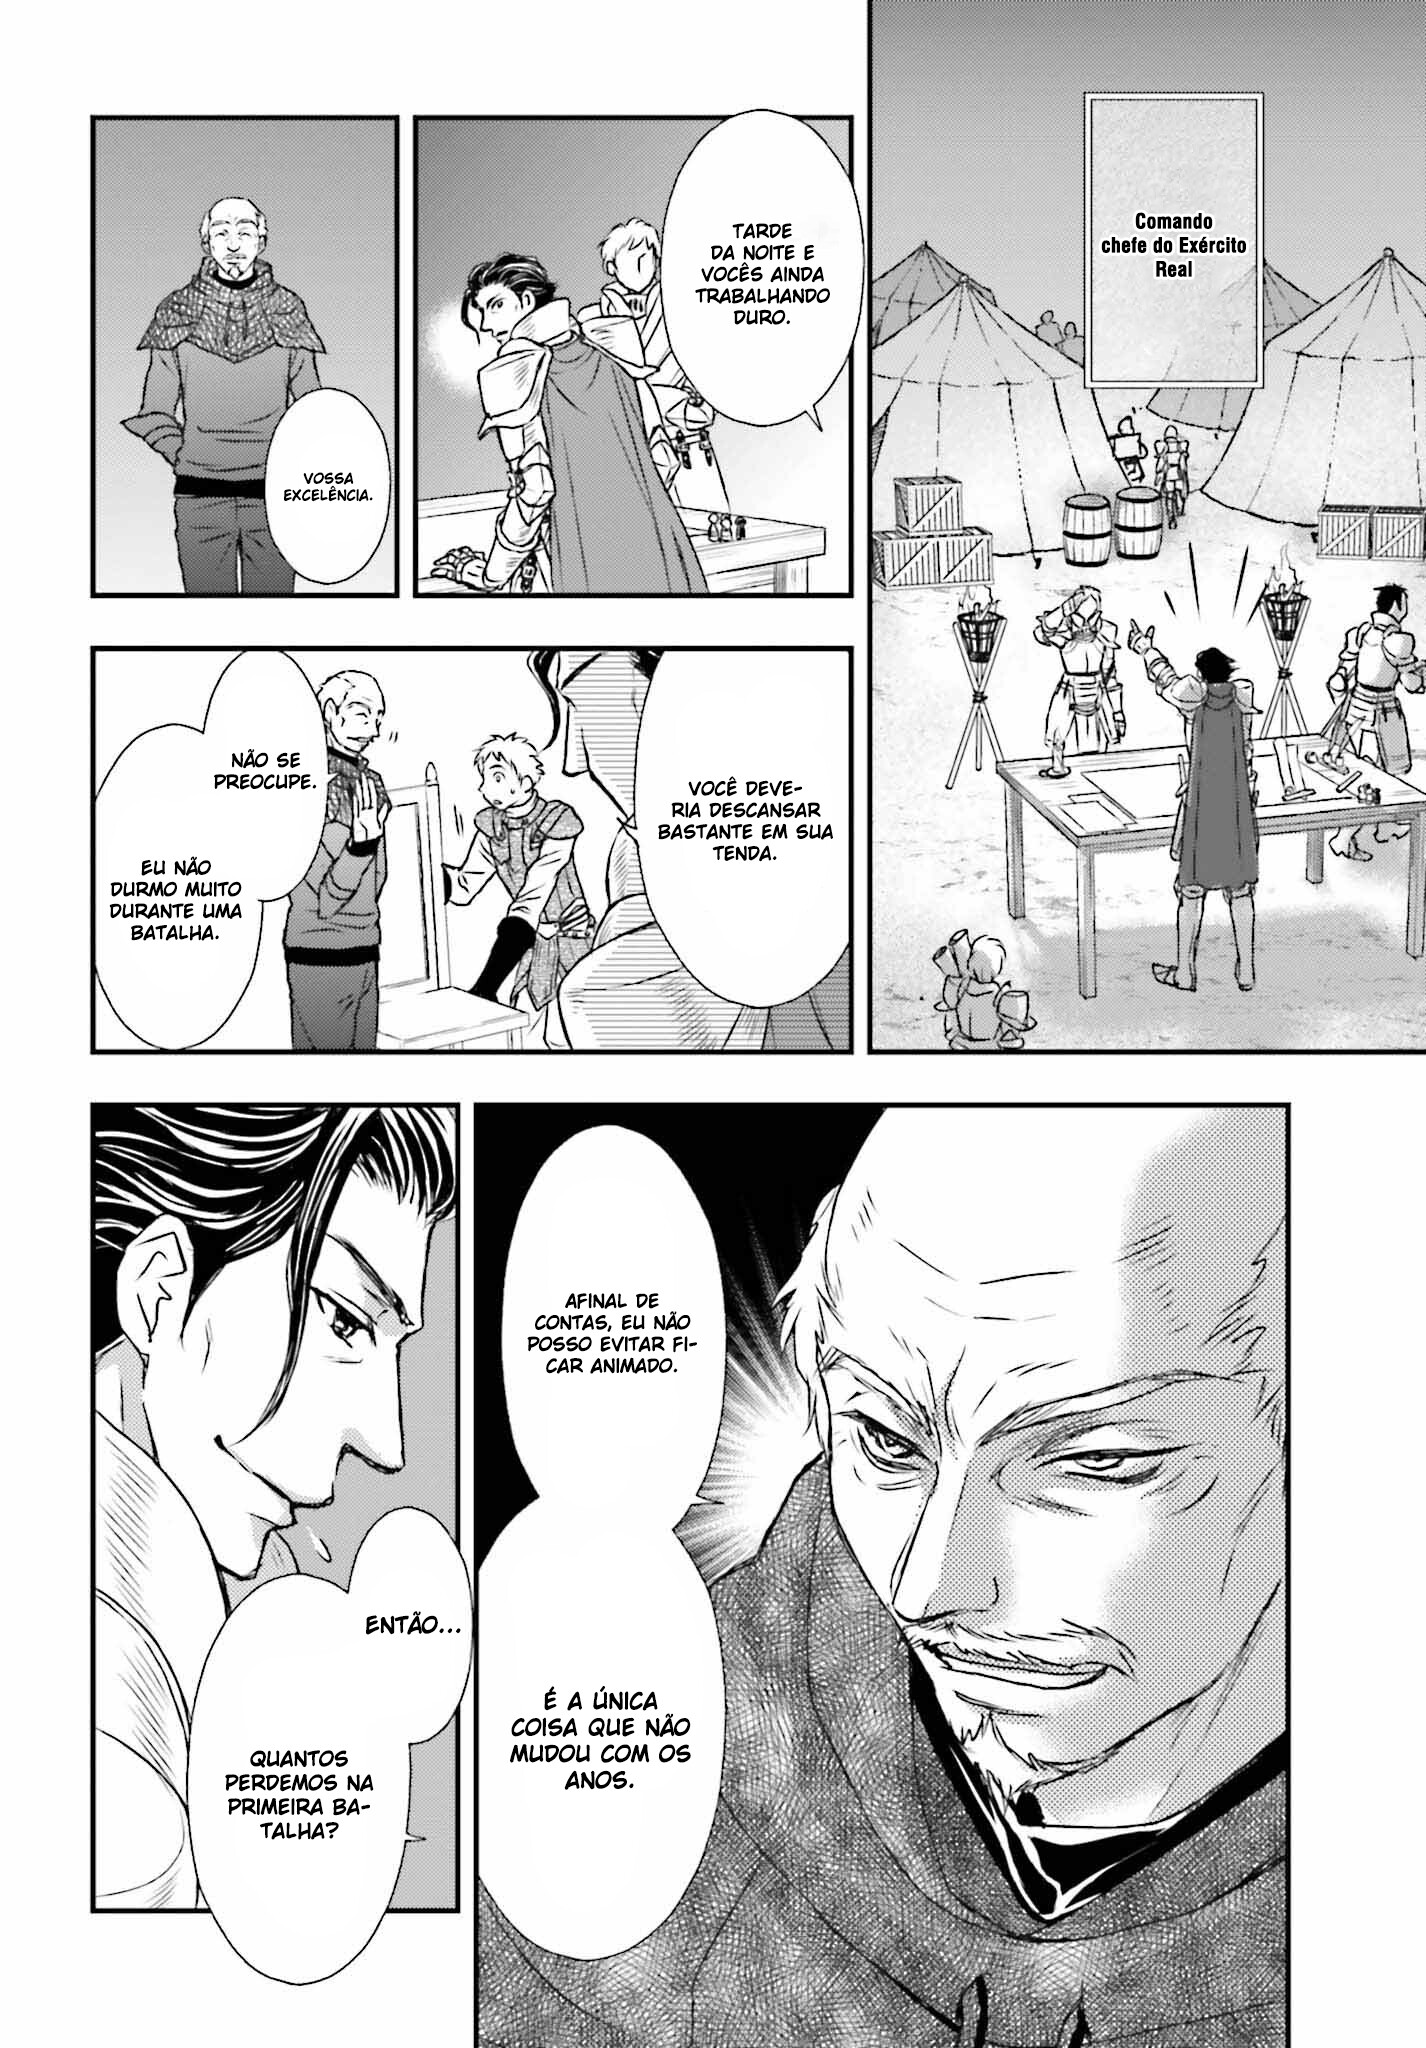 Comando
chefe do Exército
Real
TARDE
DA NOITE E
VOCÊS AINDA
TRABALHANDO
DURO.
VOSSA
EXCELÊNCIA.
VOCÊ DEVE-
RIA DESCANSAR
BASTANTE EM SUA
TENDA.
NÃO SE
PREOCUPE.
EU NÃO
DURMO MUITO
DURANTE UMA
BATALHA.
AFINAL DE
CONTAS, EU NÃO
POSSO EVITAR FI-
CAR ANIMADO.
É A ÚNICA
COISA QUE NÃO
MUDOU COM OS
ANOS.
ENTÃO...
QUANTOS
PERDEMOS NA
PRIMEIRA BA-
TALHA?